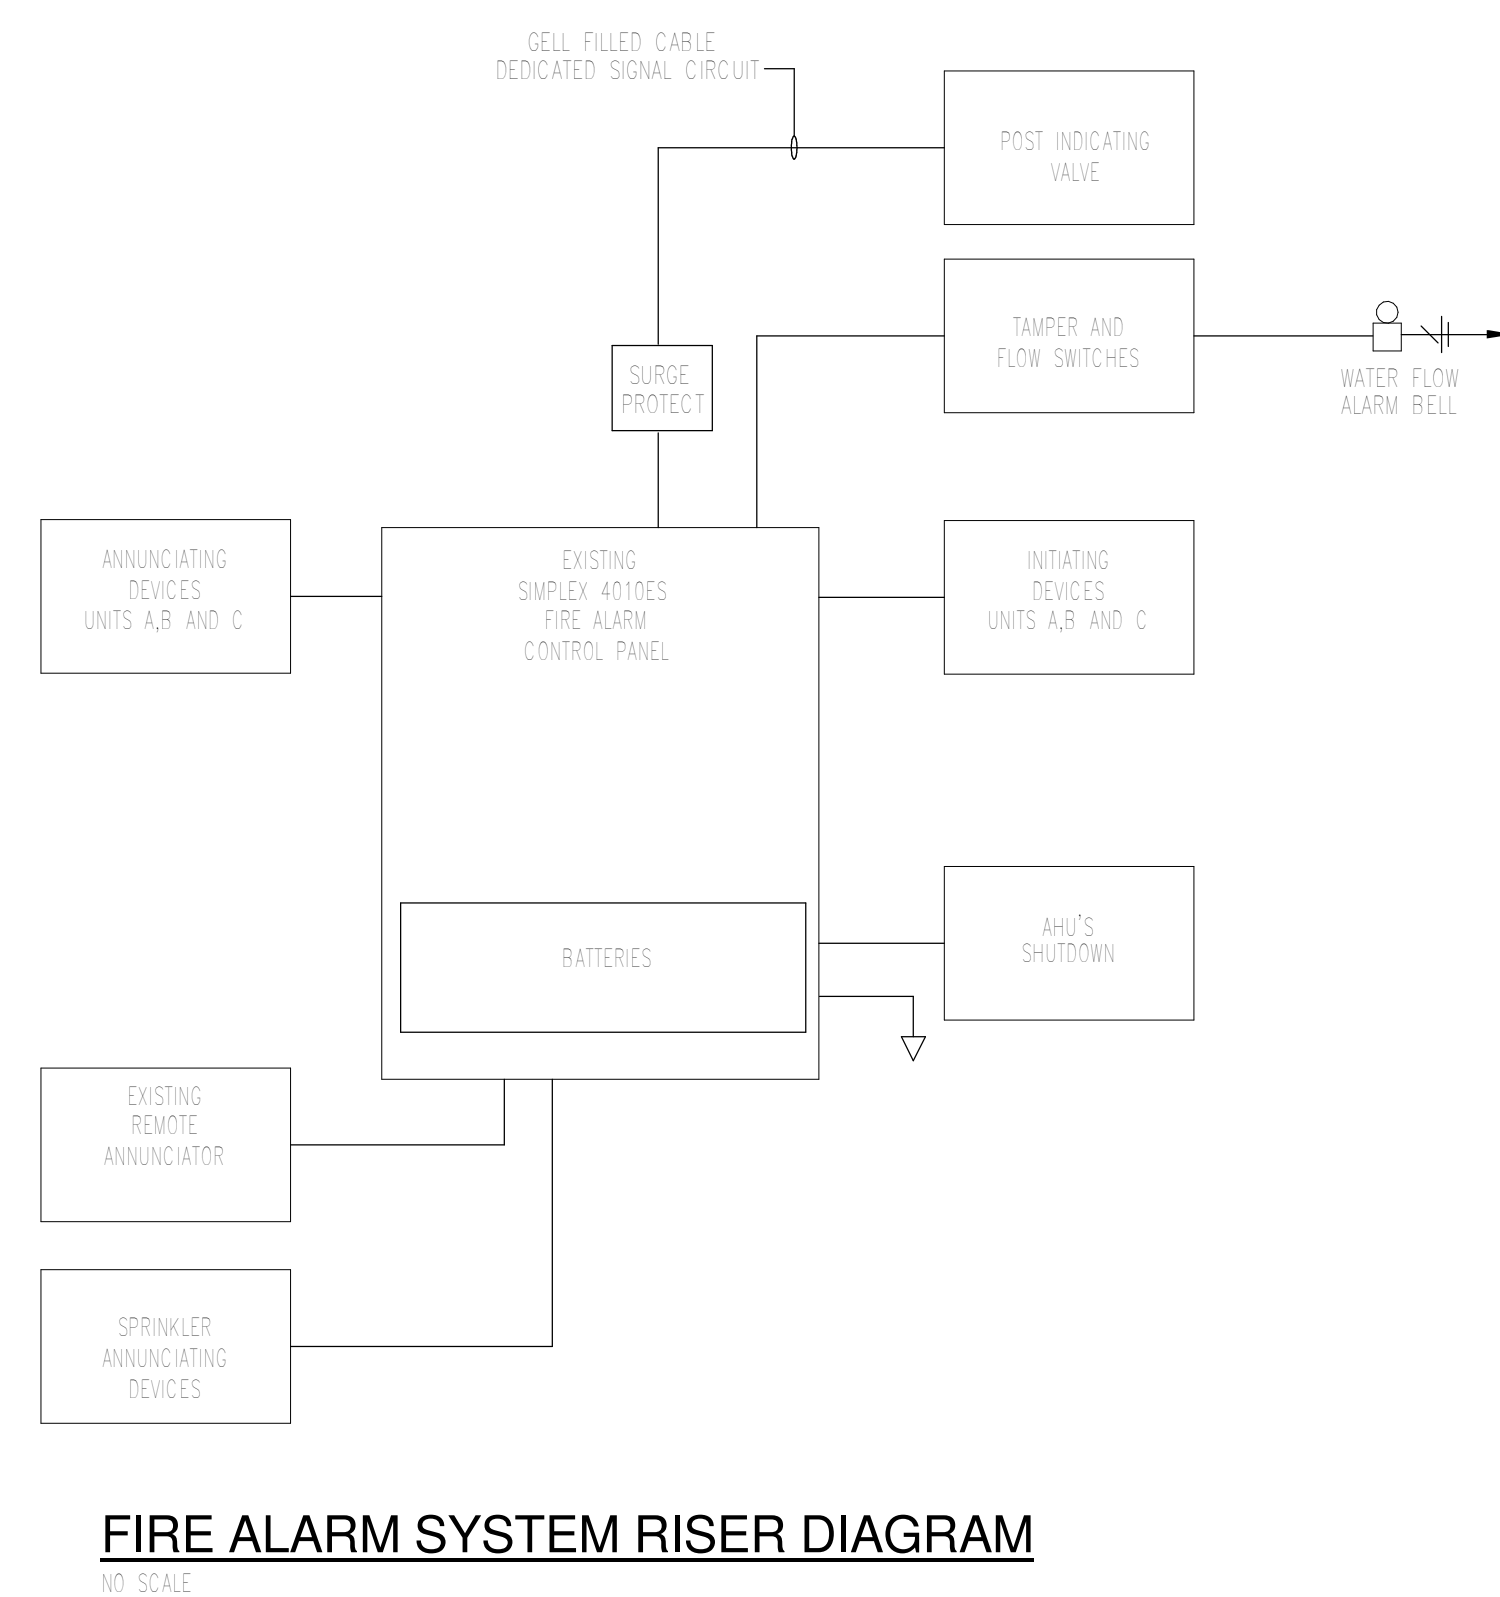 GELL FILLED CABLE
DEDICATED SIGNAL CIRCUIT
POST INDICATING
VALVE
TAMPER AND
FLOW SWITCHES
WATER FLOW
ALARM BELL
SURGE
PROTECT
ANNUNCIATING
DEVICES
UNITS A,B AND C
EXISTING
SIMPLEX 4010ES
FIRE ALARM
CONTROL PANEL
INITIATING
DEVICES
UNITS A,B AND C
BATTERIES
AHU'S
SHUTDOWN
EXISTING
REMOTE
ANNUNCIATOR
SPRINKLER
ANNUNCIATING
DEVICES
FIRE ALARM SYSTEM RISER DIAGRAM
NO SCALE